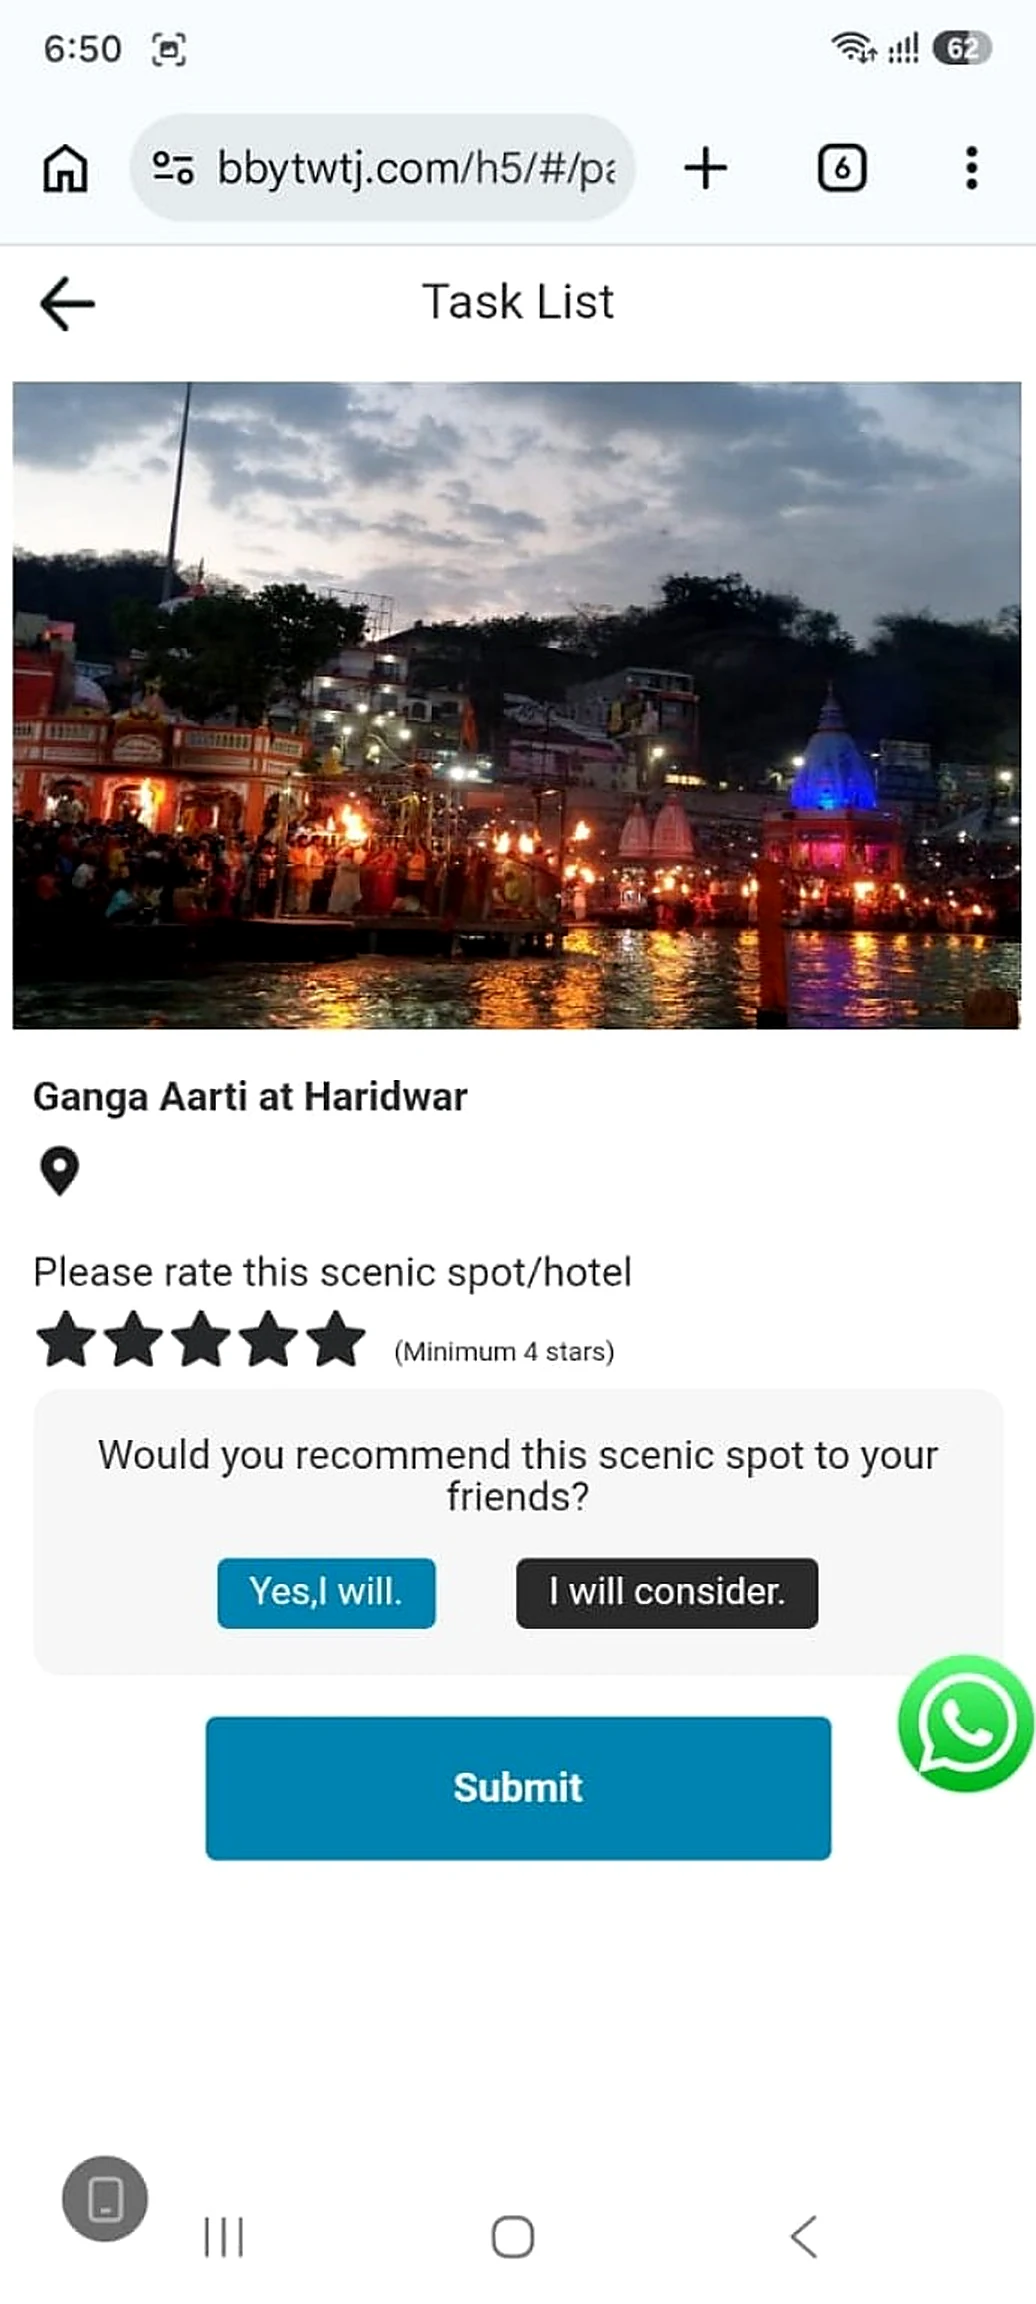 6:50
62
bbytwtj.com/h5/#/pa
6
Task List
Ganga Aarti at Haridwar
Please rate this scenic spot/hotel
(Minimum 4 stars)
Would you recommend this scenic spot to your
friends?
Yes,I will.
I will consider.
Submit